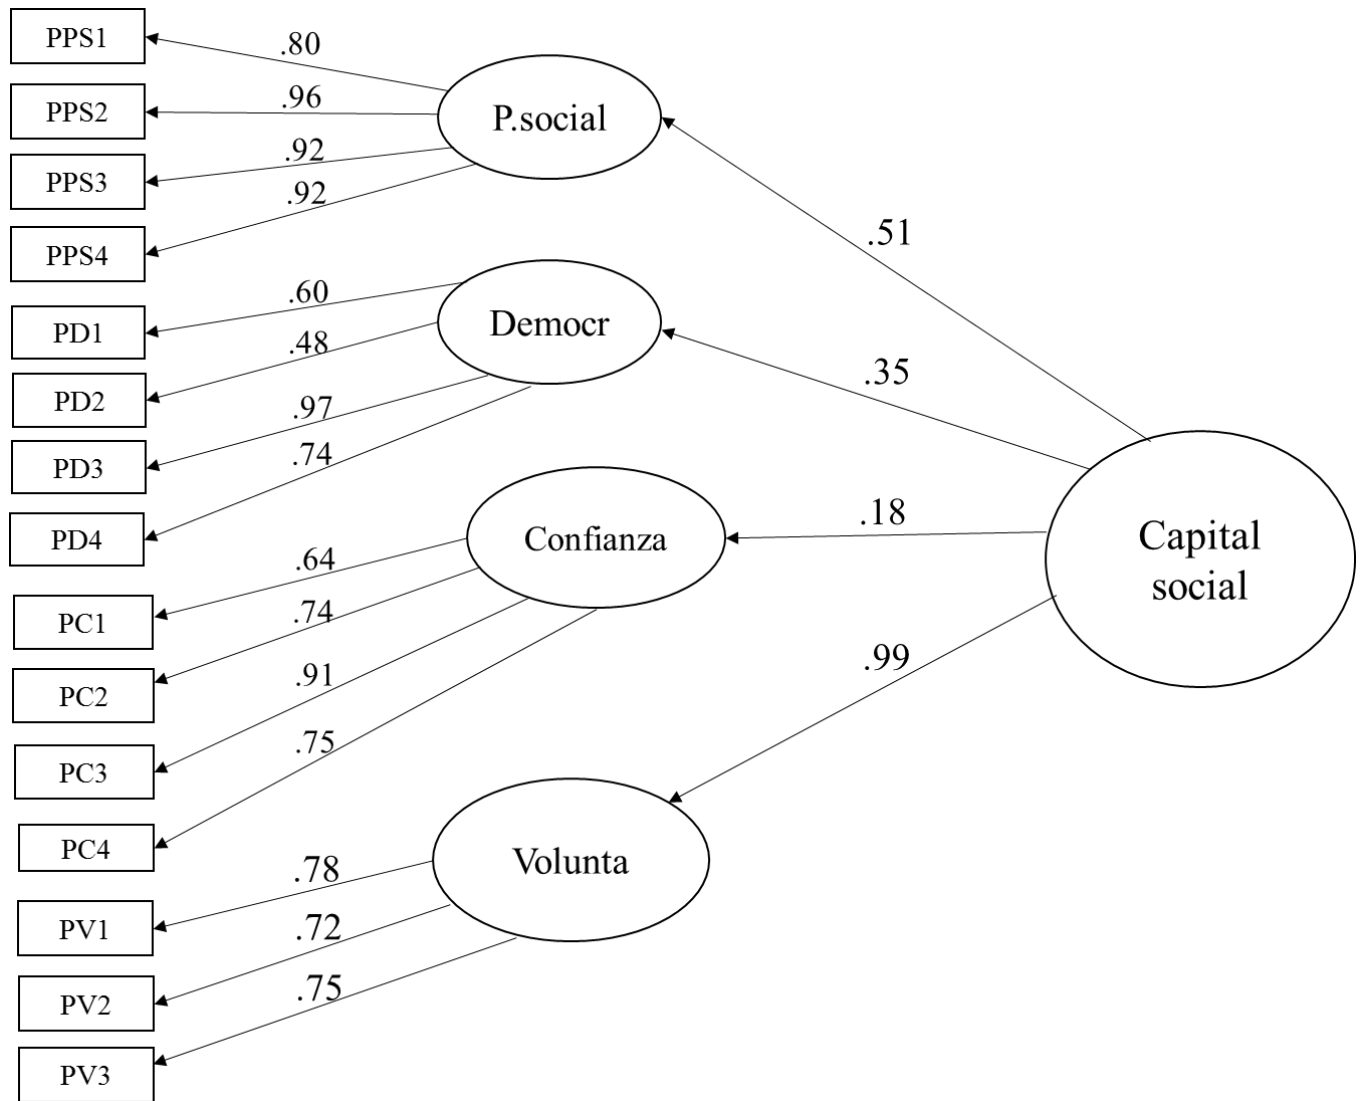 PPS1
.80
PPS2
.96
PPS3
.92
PPS4
.92
P.social
.51
PD1
.60
PD2
.48
PD3
.97
PD4
.74
Democr
.35
PC1
.64
PC2
.74
PC3
.91
PC4
.75
Confianza
.18
Capital
social
.99
PV1
.78
PV2
.72
PV3
.75
Volunta